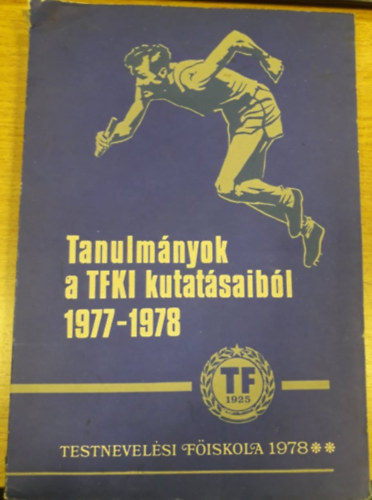 Tanulmányok
a TFKI kutatásaiból
1977-1978
TF
1925
TESTNEVELÉSI FŐISKOLA 1978 **